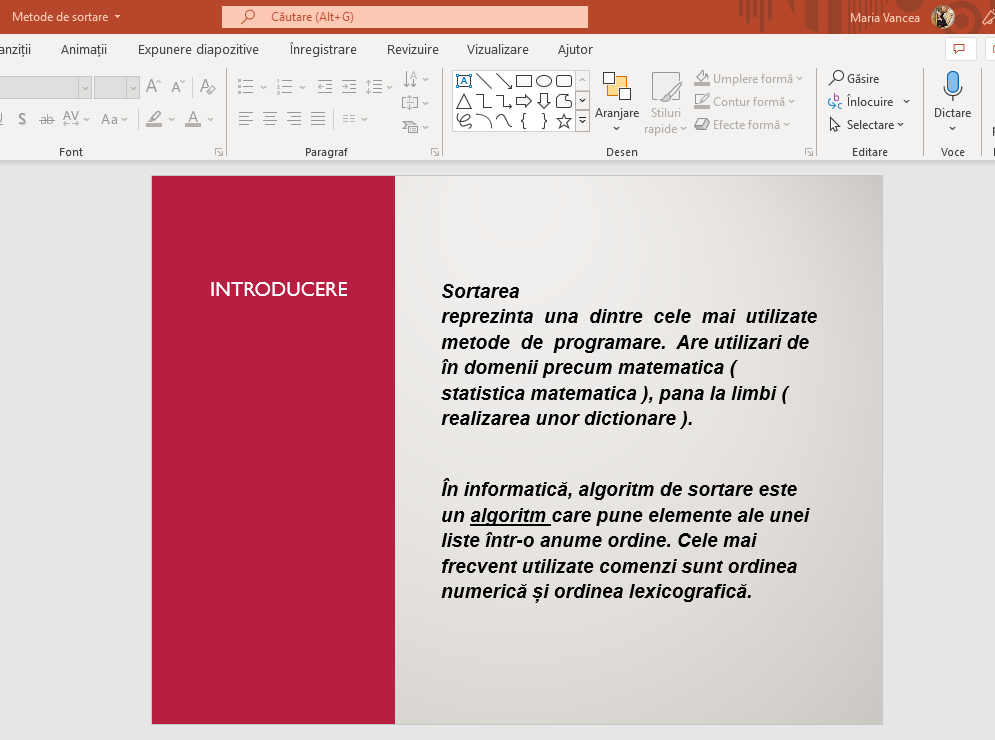 Metode de sortare
Căutare (Alt+G)
Maria Vancea
anziții
Animații
Expunere diapozitive
Înregistrare
Revizuire
Vizualizare
Ajutor
Aranjare
Stiluri
rapide
Umplere formă
Contur formă
Efecte formă
Găsire
Înlocuire
Selectare
Dictare
Font
Paragraf
Desen
Editare
Voce
INTRODUCERE
Sortarea
reprezinta una dintre cele mai utilizate
metode de programare. Are utilizari de
în domenii precum matematica (
statistica matematica ), pana la limbi (
realizarea unor dictionare ).
În informatică, algoritm de sortare este
un algoritm care pune elemente ale unei
liste într-o anume ordine. Cele mai
frecvent utilizate comenzi sunt ordinea
numerică și ordinea lexicografică.